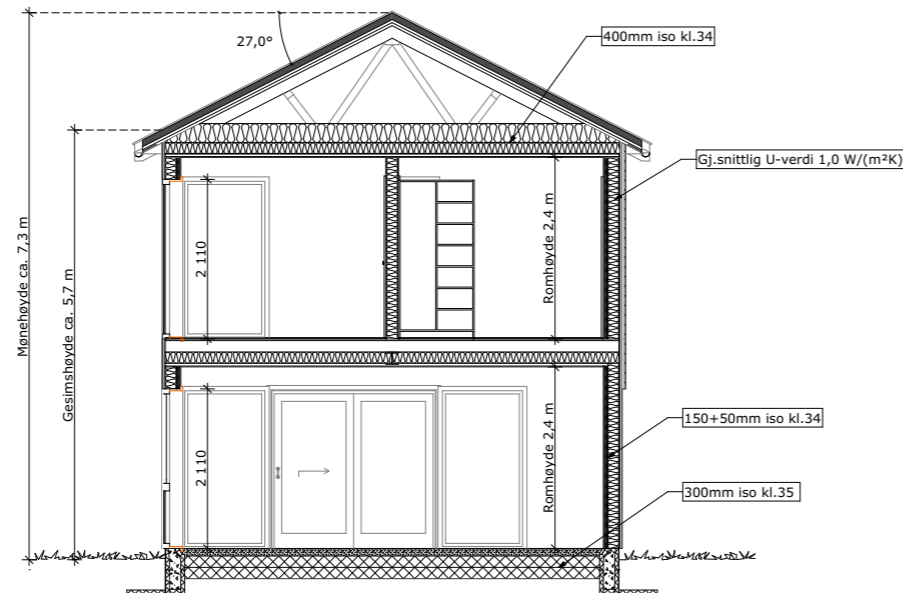 27,0°
400mm iso kl.34
Gj.snittlig U-verdi 1,0 W/(m²K)
Mønehøyde ca. 7,3 m
Gesimshøyde ca. 5,7 m
2 110
Romhøyde 2,4 m
2 110
Romhøyde 2,4 m
150+50mm iso kl.34
300mm iso kl.35